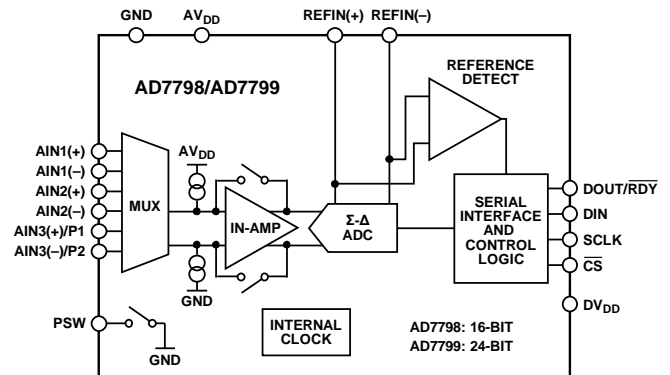 GND AVDD REFIN(+) REFIN(–)
REFERENCE
DETECT
AD7798/AD7799
AIN1(+)
AIN1(–)
AIN2(+)
AIN2(–)
AIN3(+)/P1
AIN3(–)/P2
MUX
AVDD
IN-AMP
GND
Σ-Δ
ADC
SERIAL
INTERFACE
AND
CONTROL
LOGIC
DOUT/RDY
DIN
SCLK
CS
DVDD
PSW
GND
INTERNAL
CLOCK
AD7798: 16-BIT
AD7799: 24-BIT